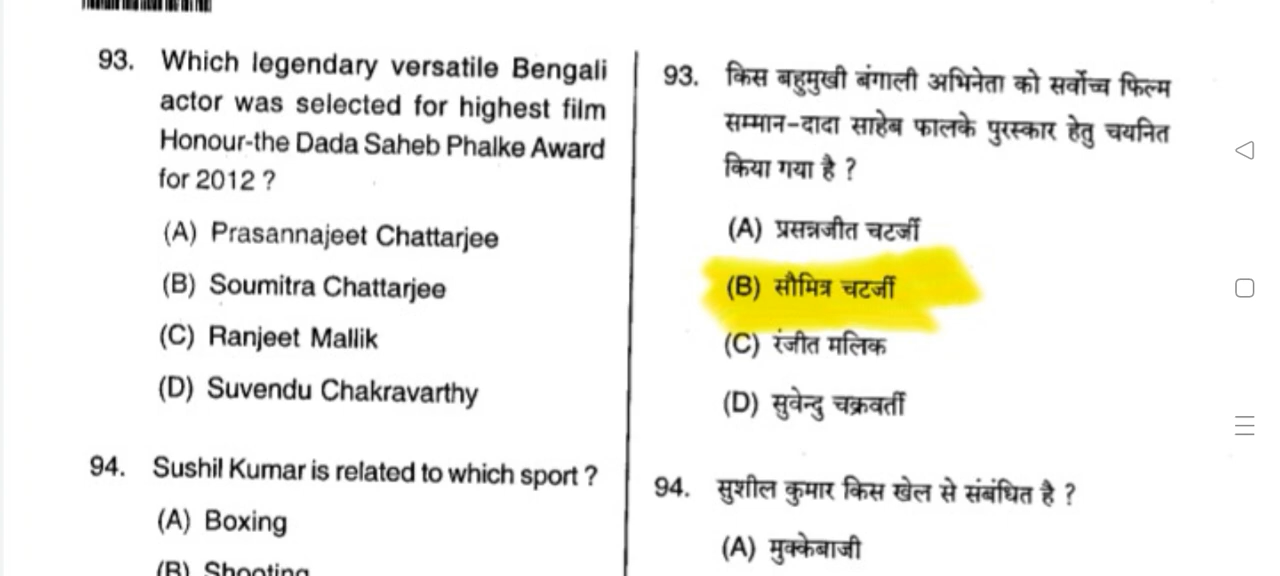 93. Which legendary versatile Bengali
actor was selected for highest film
Honour-the Dada Saheb Phalke Award
for 2012 ?
(A) Prasannajeet Chattarjee
(B) Soumitra Chattarjee
(C) Ranjeet Mallik
(D) Suvendu Chakravarthy
94. Sushil Kumar is related to which sport ?
(A) Boxing
(B) Shooting
93. किस बहुमुखी बंगाली अभिनेता को सर्वोच्च फिल्म
सम्मान-दादा साहेब फालके पुरस्कार हेतु चयनित
किया गया है ?
(A) प्रसन्नजीत चटर्जी
(B) सौमित्र चटर्जी
(C) रंजीत मलिक
(D) सुवेन्दु चक्रवर्ती
94. सुशील कुमार किस खेल से संबंधित है ?
(A) मुक्केबाजी